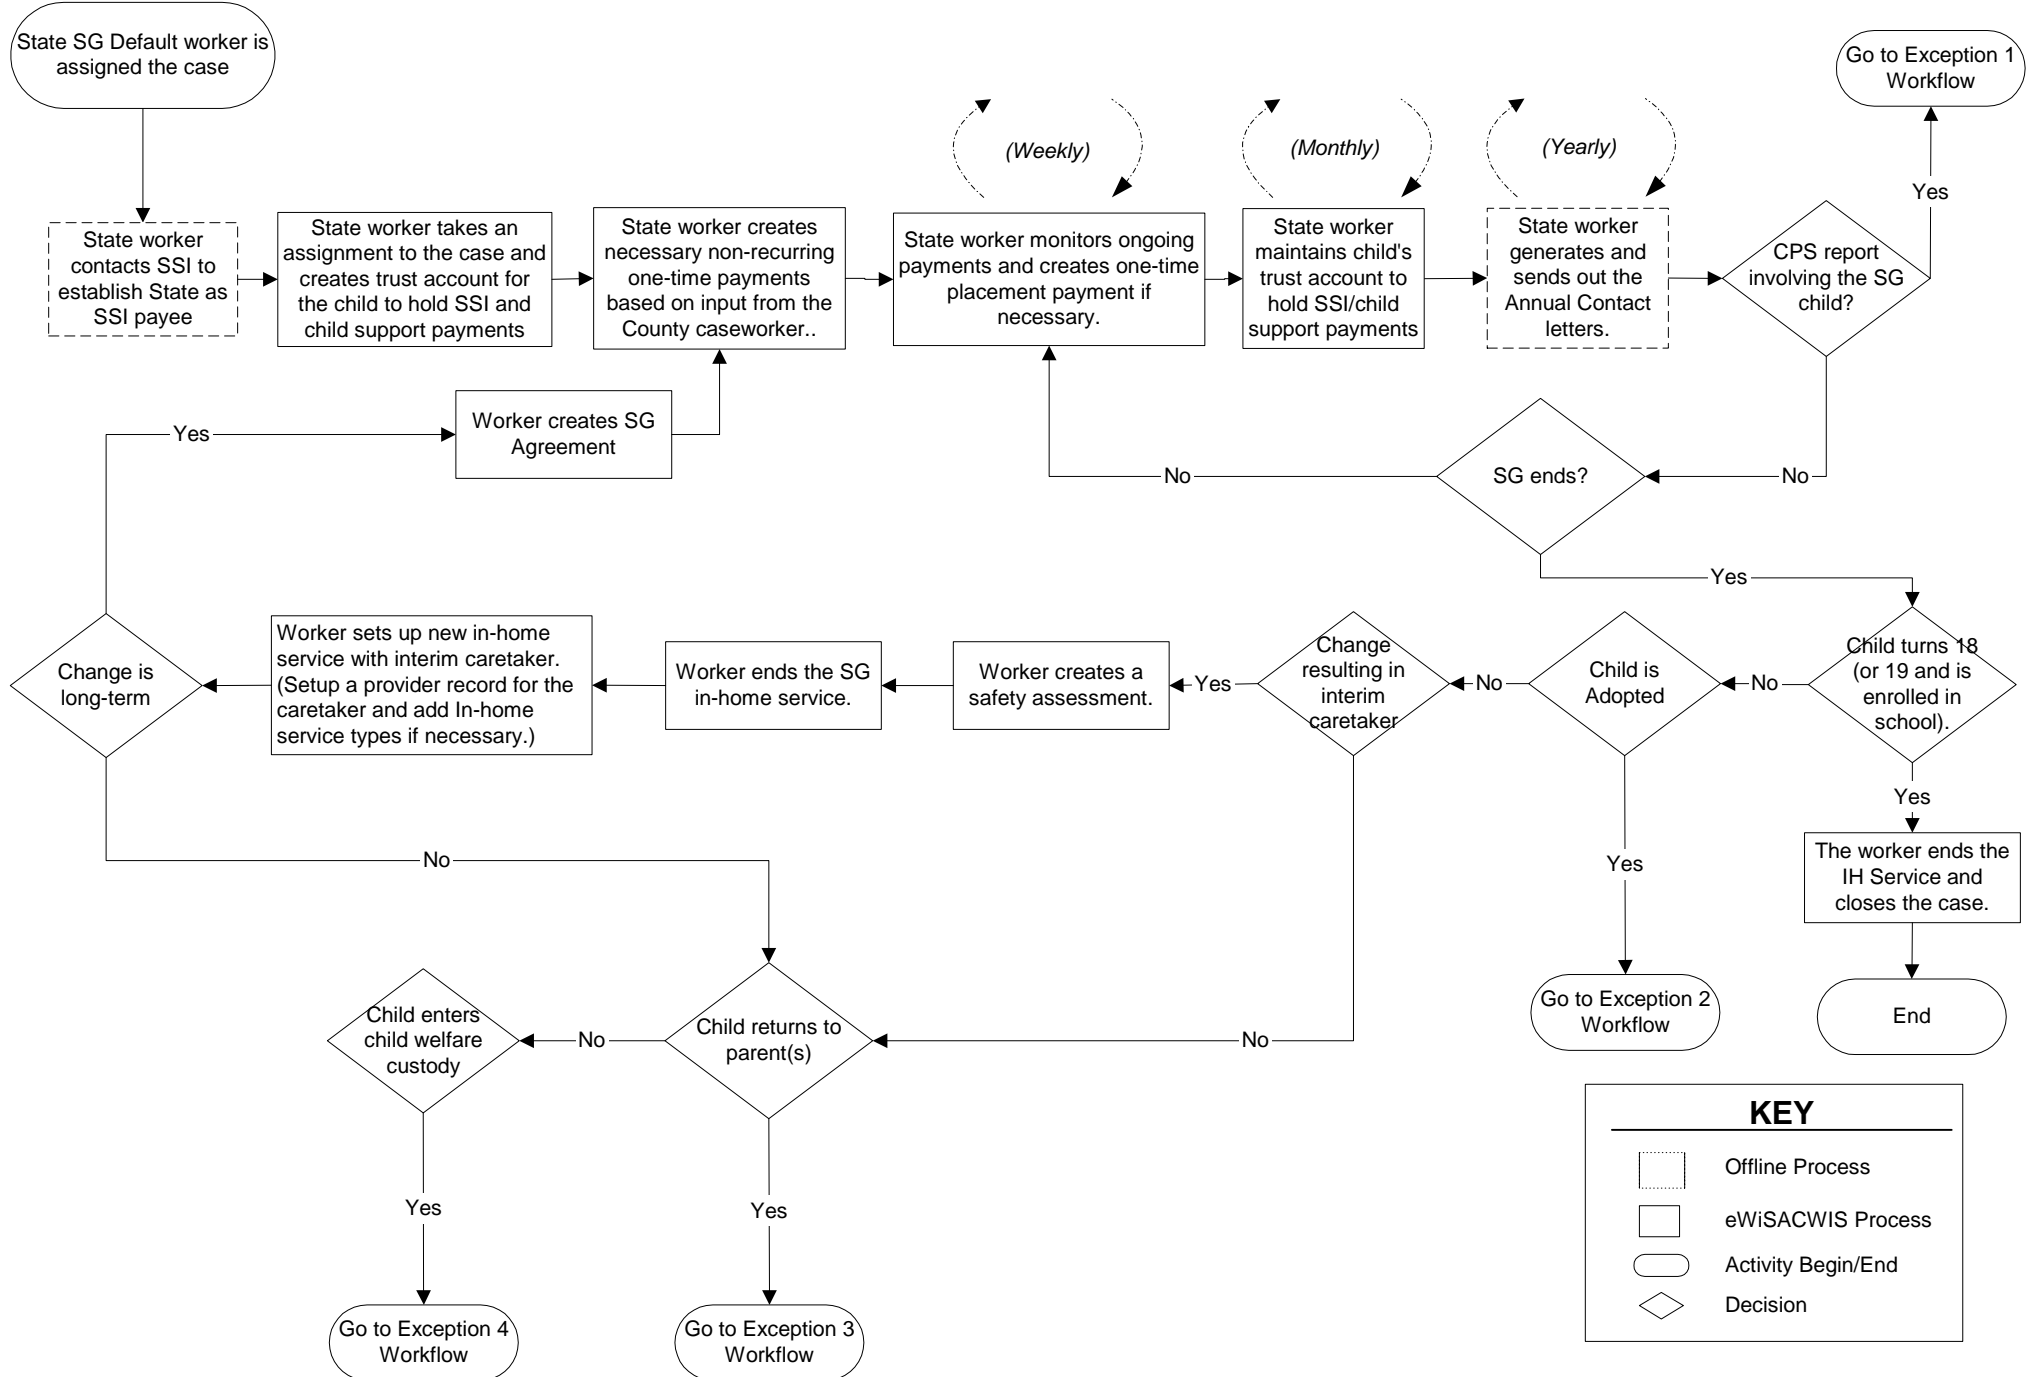 State SG Default worker is
assigned the case
Go to Exception 1
Workflow
(Weekly)
(Monthly)
(Yearly)
Yes
State worker
contacts SSI to
establish State as
SSI payee
State worker takes an
assignment to the case and
creates trust account for
the child to hold SSI and
child support payments
State worker creates
necessary non-recurring
one-time payments
based on input from the
County caseworker..
State worker monitors ongoing
payments and creates one-time
placement payment if
necessary.
State worker
maintains child's
trust account to
hold SSI/child
support payments
State worker
generates and
sends out the
Annual Contact
letters.
CPS report
involving the SG
child?
Yes
Worker creates SG
Agreement
No
SG ends?
No
Yes
Change is
long-term
Worker sets up new in-home
service with interim caretaker.
(Setup a provider record for the
caretaker and add In-home
service types if necessary.)
Worker ends the SG
in-home service.
Worker creates a
safety assessment.
Yes
Change
resulting in
interim
caretaker
No
Child is
Adopted
No
Child turns 18
(or 19 and is
enrolled in
school).
Yes
No
Yes
The worker ends the
IH Service and
closes the case.
Child enters
child welfare
custody
No
Child returns to
parent(s)
No
Go to Exception 2
Workflow
End
Yes
Yes
Go to Exception 4
Workflow
Go to Exception 3
Workflow
KEY
Offline Process
eWiSACWIS Process
Activity Begin/End
Decision